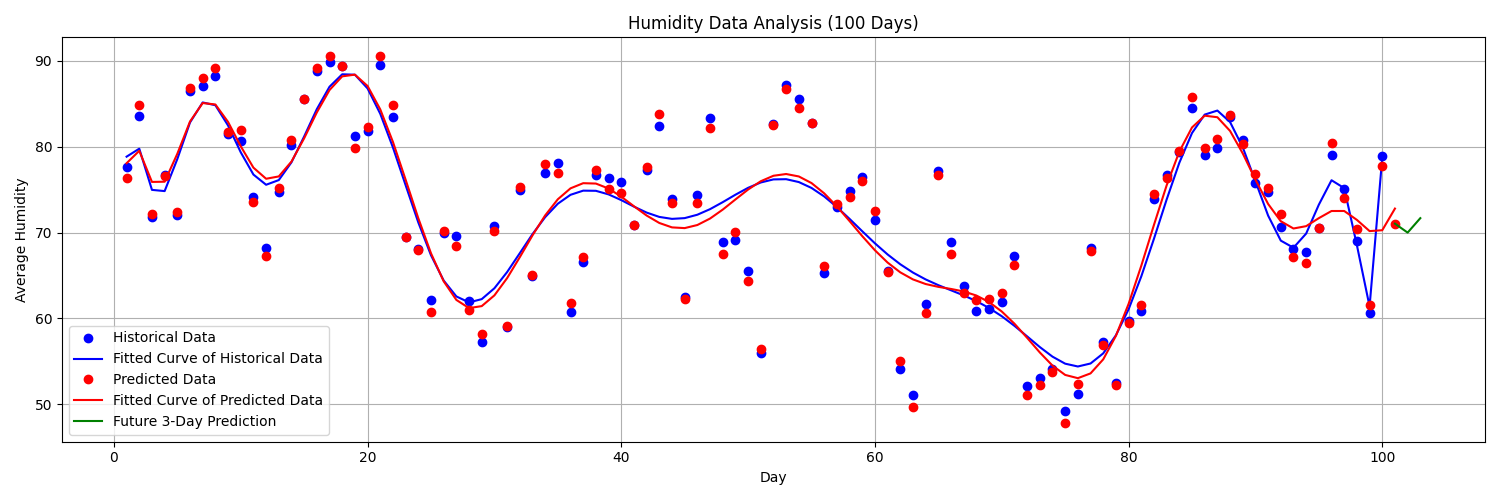 Humidity Data Analysis (100 Days)
90
80
70
60
50
Average Humidity
Historical Data
Fitted Curve of Historical Data
Predicted Data
Fitted Curve of Predicted Data
Future 3-Day Prediction
0 20 40 60 80 100
Day